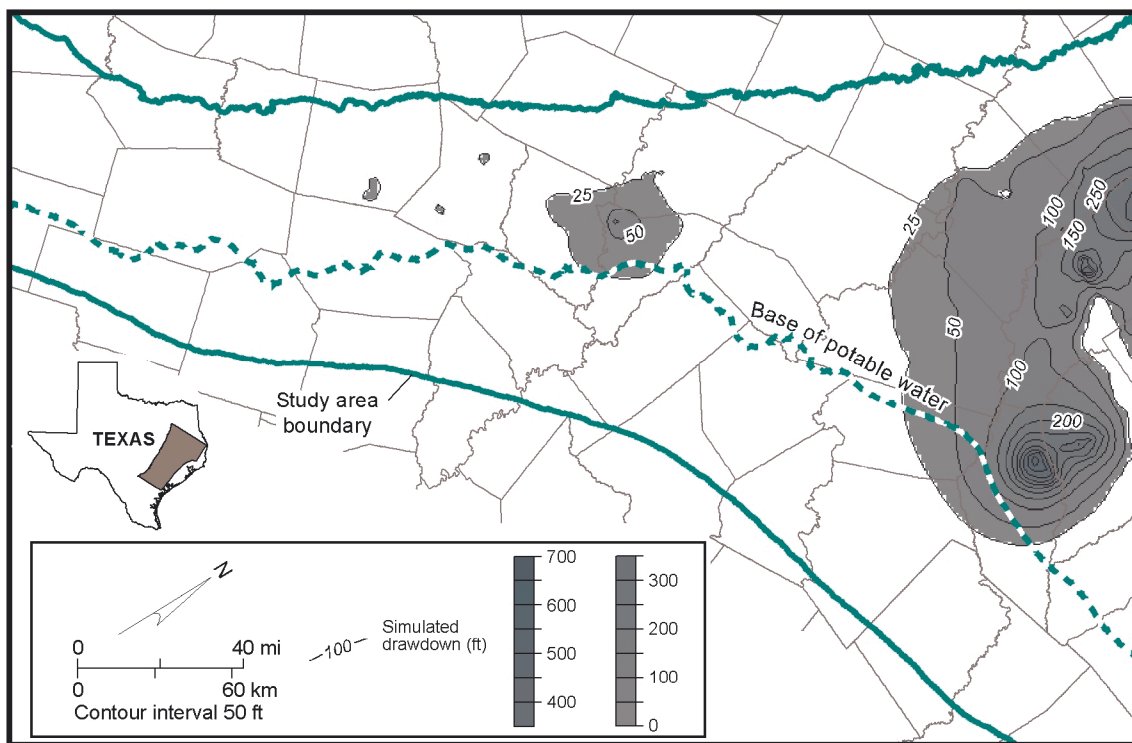 25
50
25
50
100
150
250
100
200
Base of potable water
Study area
boundary
TEXAS
N
0 40 mi
0 60 km
Contour interval 50 ft
100
Simulated
drawdown (ft)
700
600
500
400
300
200
100
0